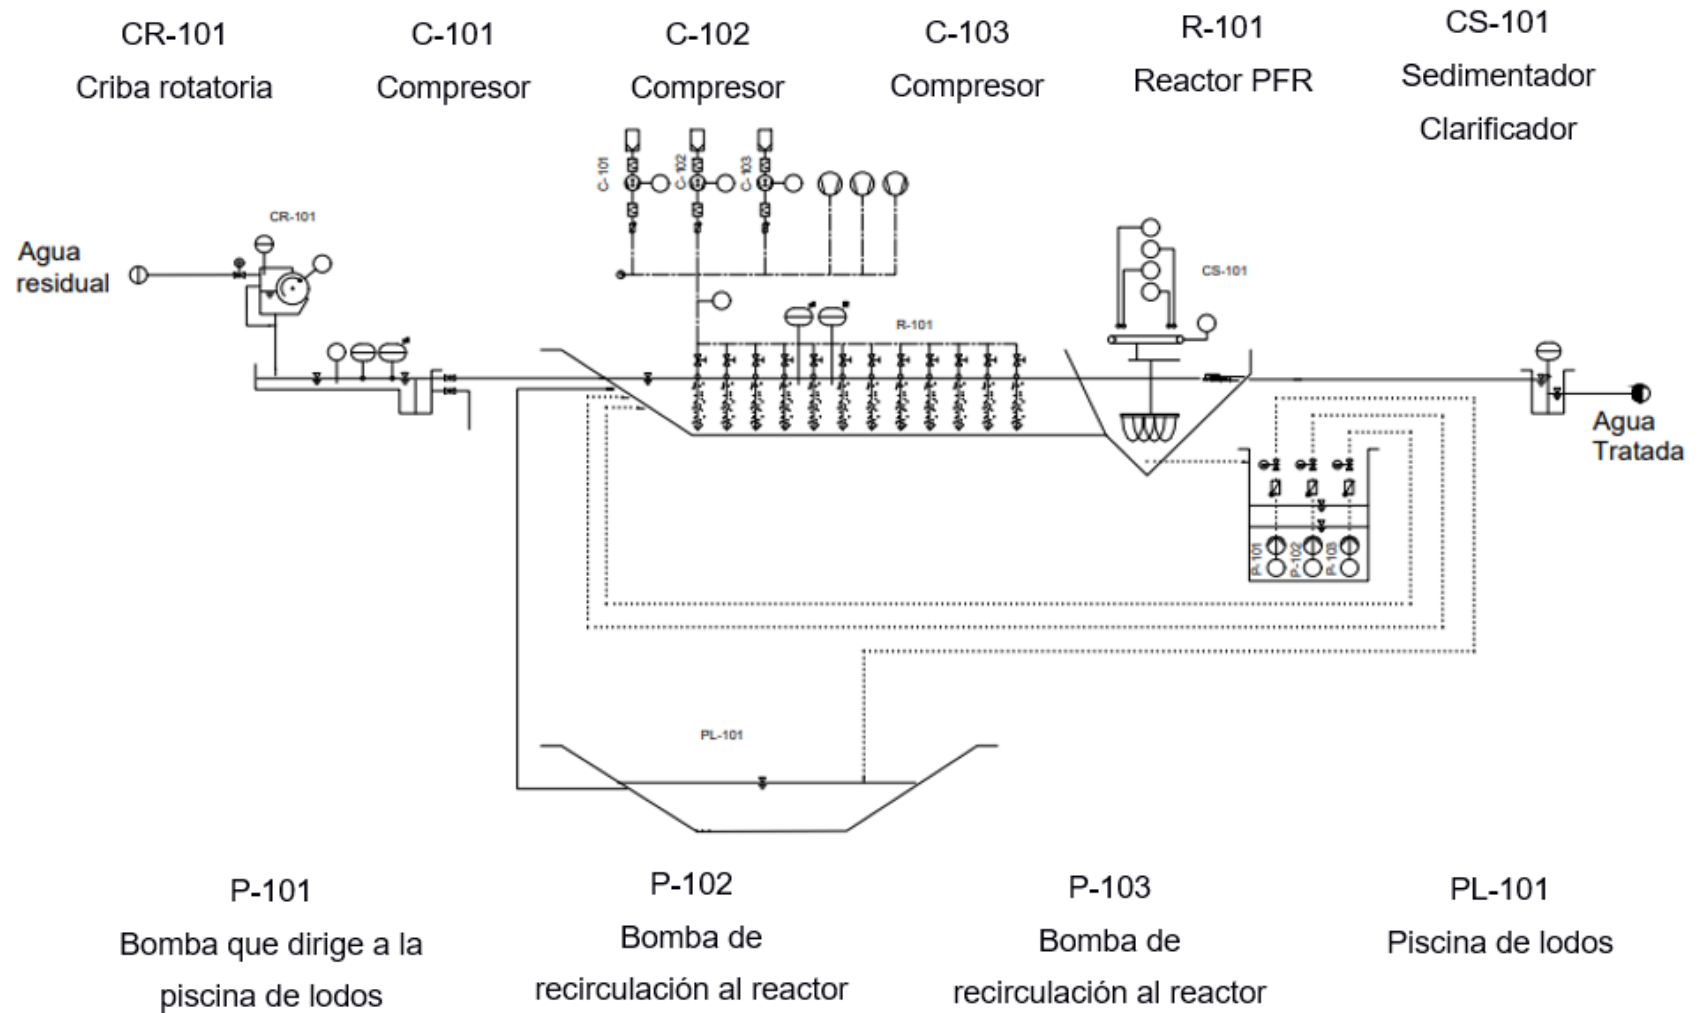 CR-101
Criba rotatoria
C-101
Compresor
C-102
Compresor
C-103
Compresor
R-101
Reactor PFR
CS-101
Sedimentador
Clarificador
C-101
C-102
C-103
CR-101
Agua
residual
CS-101
R-101
Agua
Tratada
P-101
P-102
P-103
PL-101
P-101
Bomba que dirige a la
piscina de lodos
P-102
Bomba de
recirculación al reactor
P-103
Bomba de
recirculación al reactor
PL-101
Piscina de lodos